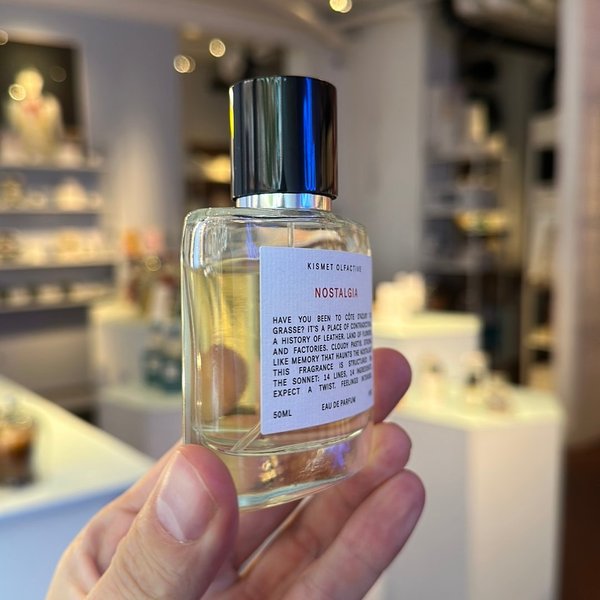 KISMET OLFACTIVE
NOSTALGIA
HAVE YOU BEEN TO CÔTE D'AZUR
GRASSE? IT'S A PLACE OF
A HISTORY OF LEATHER. LAND OF
AND FACTORIES. CLOUDY PASTIS.
LIKE MEMORY THAT HAUNTS THE
THIS FRAGRANCE IS STRUCTURED
THE SONNET: 14 LINES, 14
EXPECT A TWIST. FEELINGS
50ML EAU DE PARFUM